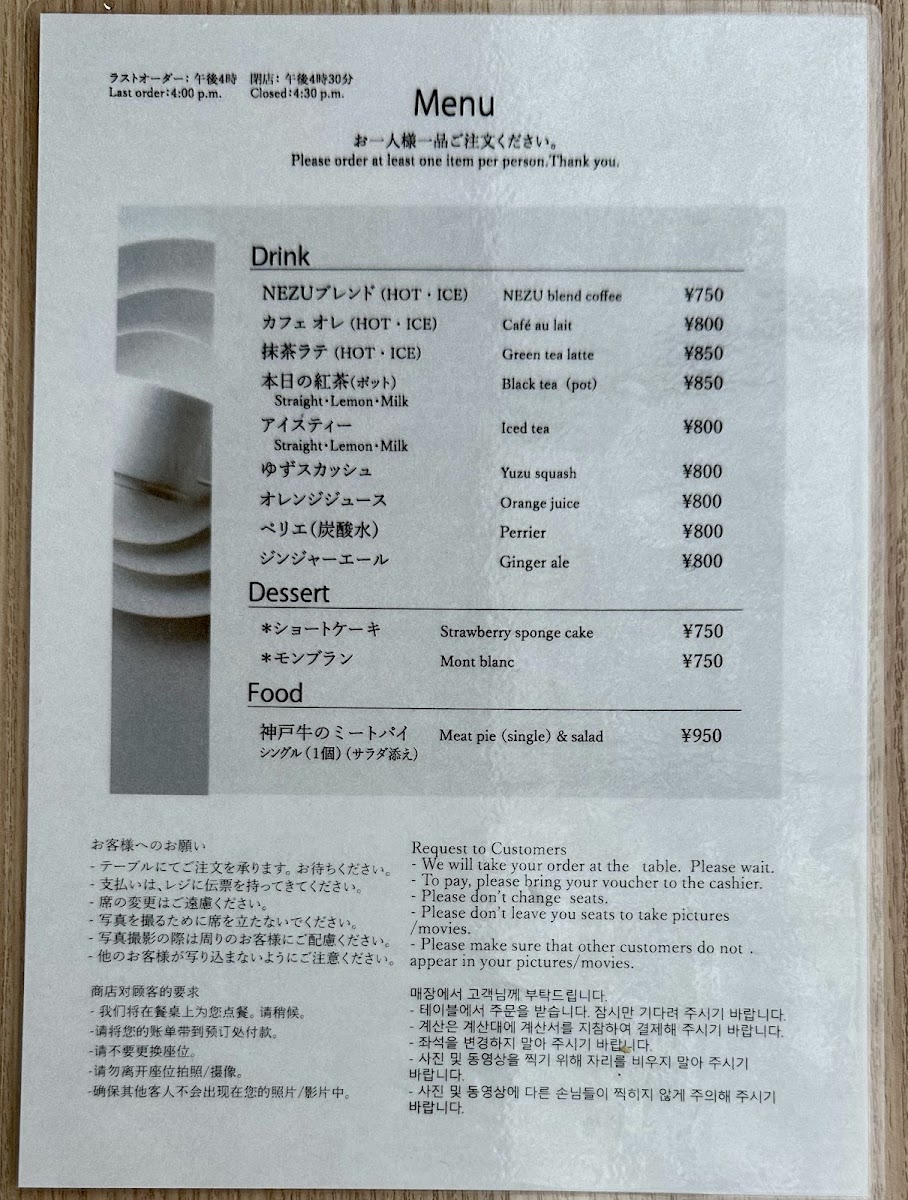 ラストオーダー：午後4時　閉店：午後4時30分
Last order:4:00 p.m.　Closed:4:30 p.m.
Menu
お一人様一品ご注文ください。
Please order at least one item per person.Thank you.
Drink
NEZUブレンド（HOT・ICE）　NEZU blend coffee　¥750
カフェ オレ（HOT・ICE）　Café au lait　¥800
抹茶ラテ（HOT・ICE）　Green tea latte　¥850
本日の紅茶（ポット）　Black tea（pot）　¥850
Straight・Lemon・Milk
アイスティー　Iced tea　¥800
Straight・Lemon・Milk
ゆずスカッシュ　Yuzu squash　¥800
オレンジジュース　Orange juice　¥800
ペリエ（炭酸水）　Perrier　¥800
ジンジャーエール　Ginger ale　¥800
Dessert
＊ショートケーキ　Strawberry sponge cake　¥750
＊モンブラン　Mont blanc　¥750
Food
神戸牛のミートパイ　Meat pie（single）& salad　¥950
シングル（1個）（サラダ添え）
お客様へのお願い
- テーブルにてご注文を承ります。お待ちください。
- 支払いは、レジに伝票を持ってきてください。
- 席の変更はご遠慮ください。
- 写真を撮るために席を立たないでください。
- 写真撮影の際は周りのお客様にご配慮ください。
- 他のお客様が写り込まないようにご注意ください。
Request to Customers
- We will take your order at the table. Please wait.
- To pay, please bring your voucher to the cashier.
- Please don't change seats.
- Please don't leave you seats to take pictures
/movies.
- Please make sure that other customers do not .
appear in your pictures/movies.
商店对顾客的要求
- 我们将在餐桌上为您点餐。请稍候。
-请将您的账单带到预订处付款。
-请不要更换座位。
-请勿离开座位拍照/摄像。
-确保其他客人不会出现在您的照片/影片中。
매장에서 고객님께 부탁드립니다.
- 테이블에서 주문을 받습니다. 잠시만 기다려 주시기 바랍니다.
- 계산은 계산대에 계산서를 지참하여 결제해 주시기 바랍니다.
- 좌석을 변경하지 말아 주시기 바랍니다.
- 사진 및 동영상을 찍기 위해 자리를 비우지 말아 주시기
바랍니다.
- 사진 및 동영상에 다른 손님들이 찍히지 않게 주의해 주시기
바랍니다.